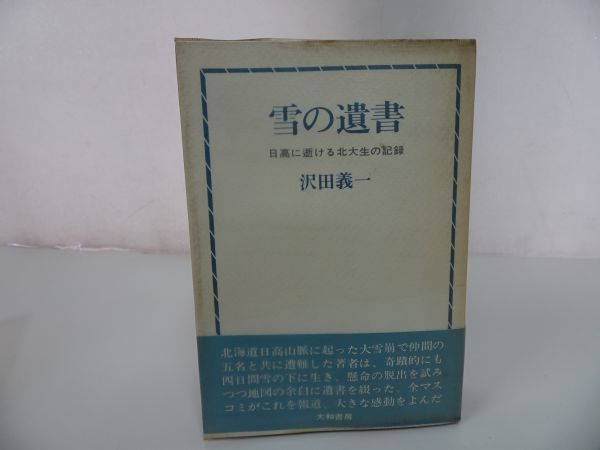 雪の遺書
日高に逝ける北大生の記録
沢田義一
北海道日高山脈に起った大雪崩で仲間の
五名と共に遭難した著者は、奇蹟的にも
四日間雪の下に生き、懸命の脱出を試み
つつ地図の余白に遺書を綴った。全マス
コミがこれを報道、大きな感動をよんだ
大和書房